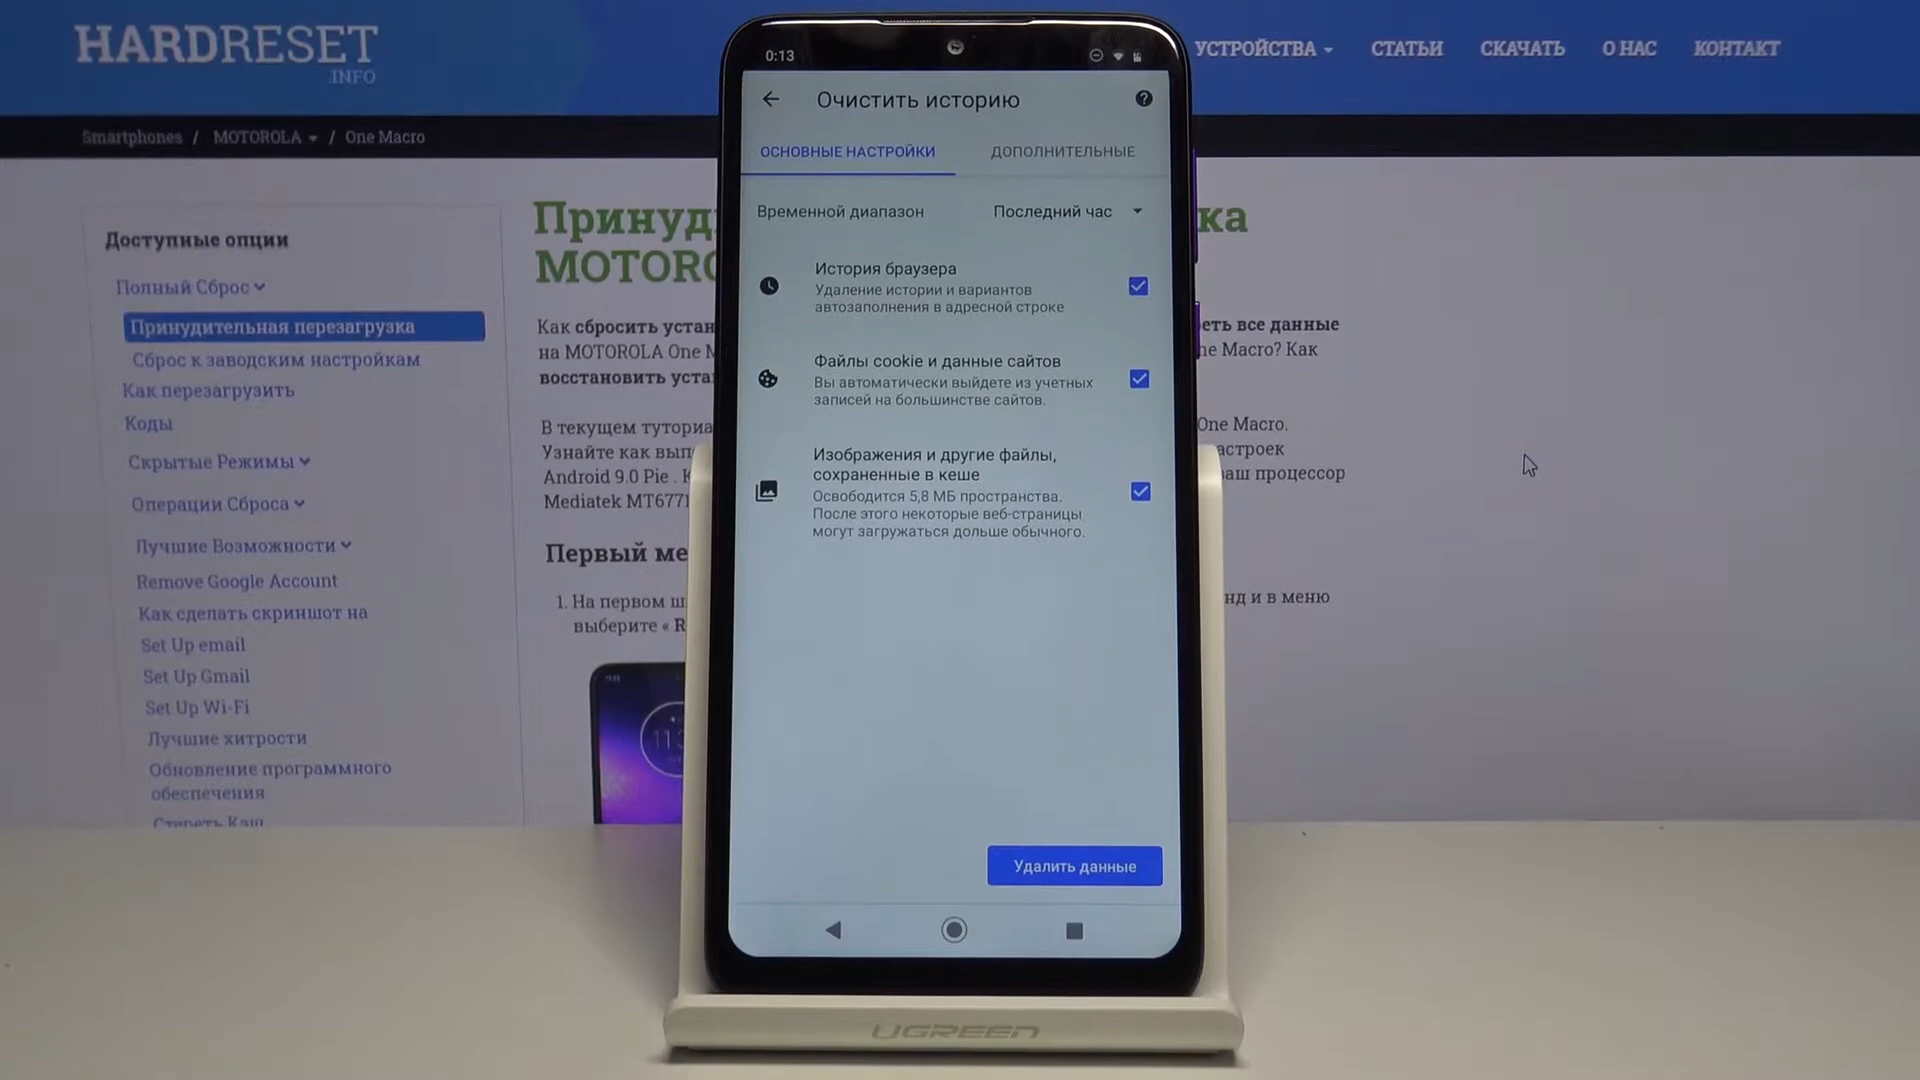 HARDRESET
.INFO
УСТРОЙСТВА
СТАТЬИ
СКАЧАТЬ
О НАС
КОНТАКТ
Smartphones / MOTOROLA / One Macro
Доступные опции
Полный Сброс
Принудительная перезагрузка
Сброс к заводским настройкам
Как перезагрузить
Коды
Скрытые Режимы
Операции Сброса
Лучшие Возможности
Remove Google Account
Как сделать скриншот на
Set Up email
Set Up Gmail
Set Up Wi-Fi
Лучшие хитрости
Обновление программного
обеспечения
Стереть Кэш
Принуд
ка
MOTORO
Как сбросить устан
еть все данные
на MOTOROLA One M
ne Macro? Как
восстановить уста
В текущем туториа
One Macro.
Узнайте как вып
астроек
Android 9.0 Pie . К
ваш процессор
Mediatek MT6771
Первый ме
1. На первом ш
нд и в меню
выберите « R
0:13
Очистить историю
ОСНОВНЫЕ НАСТРОЙКИ
ДОПОЛНИТЕЛЬНЫЕ
Временной диапазон
Последний час
История браузера
Удаление истории и вариантов
автозаполнения в адресной строке
Файлы cookie и данные сайтов
Вы автоматически выйдете из учетных
записей на большинстве сайтов.
Изображения и другие файлы,
сохраненные в кеше
Освободится 5,8 МБ пространства.
После этого некоторые веб-страницы
могут загружаться дольше обычного.
Удалить данные
UGREEN